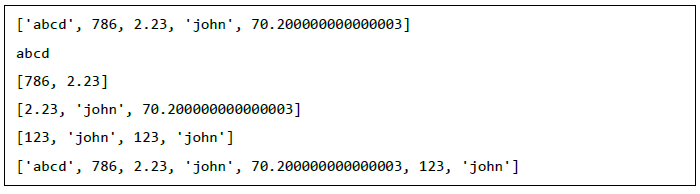 ['abcd', 786, 2.23, 'john', 70.200000000000003]
abcd
[786, 2.23]
[2.23, 'john', 70.200000000000003]
[123, 'john', 123, 'john']
['abcd', 786, 2.23, 'john', 70.200000000000003, 123, 'john']